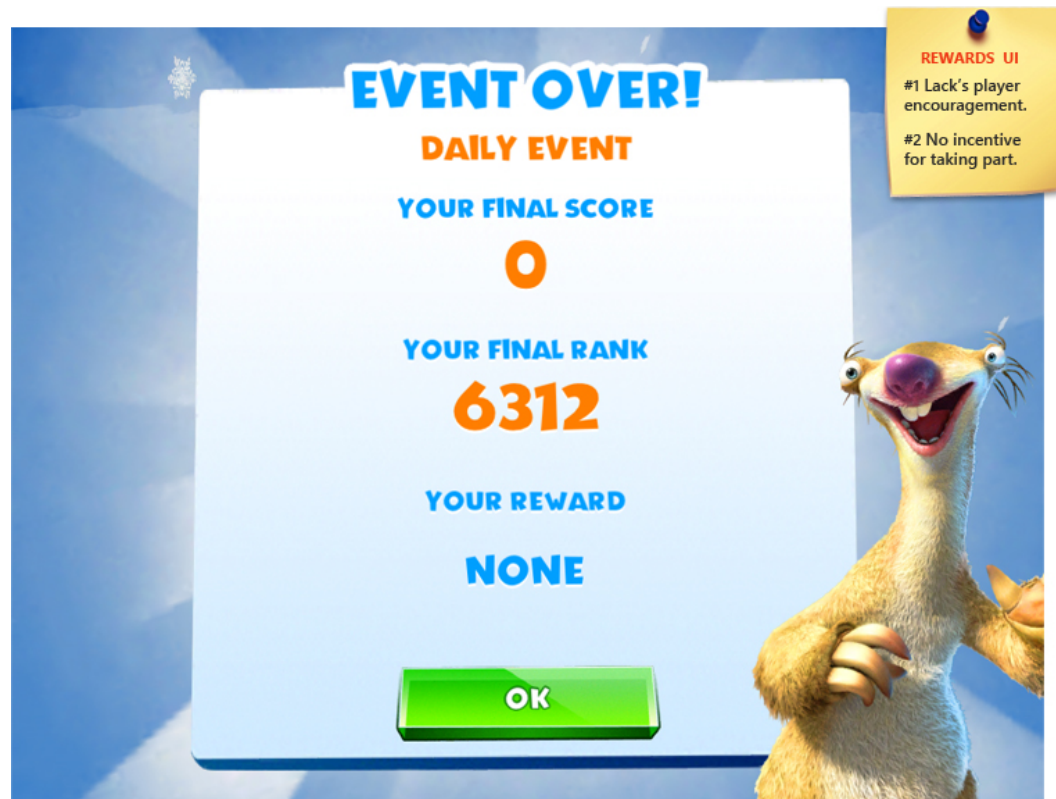 EVENT OVER!
DAILY EVENT
YOUR FINAL SCORE
0
YOUR FINAL RANK
6312
YOUR REWARD
NONE
OK
REWARDS UI
#1 Lack's player
encouragement.
#2 No incentive
for taking part.